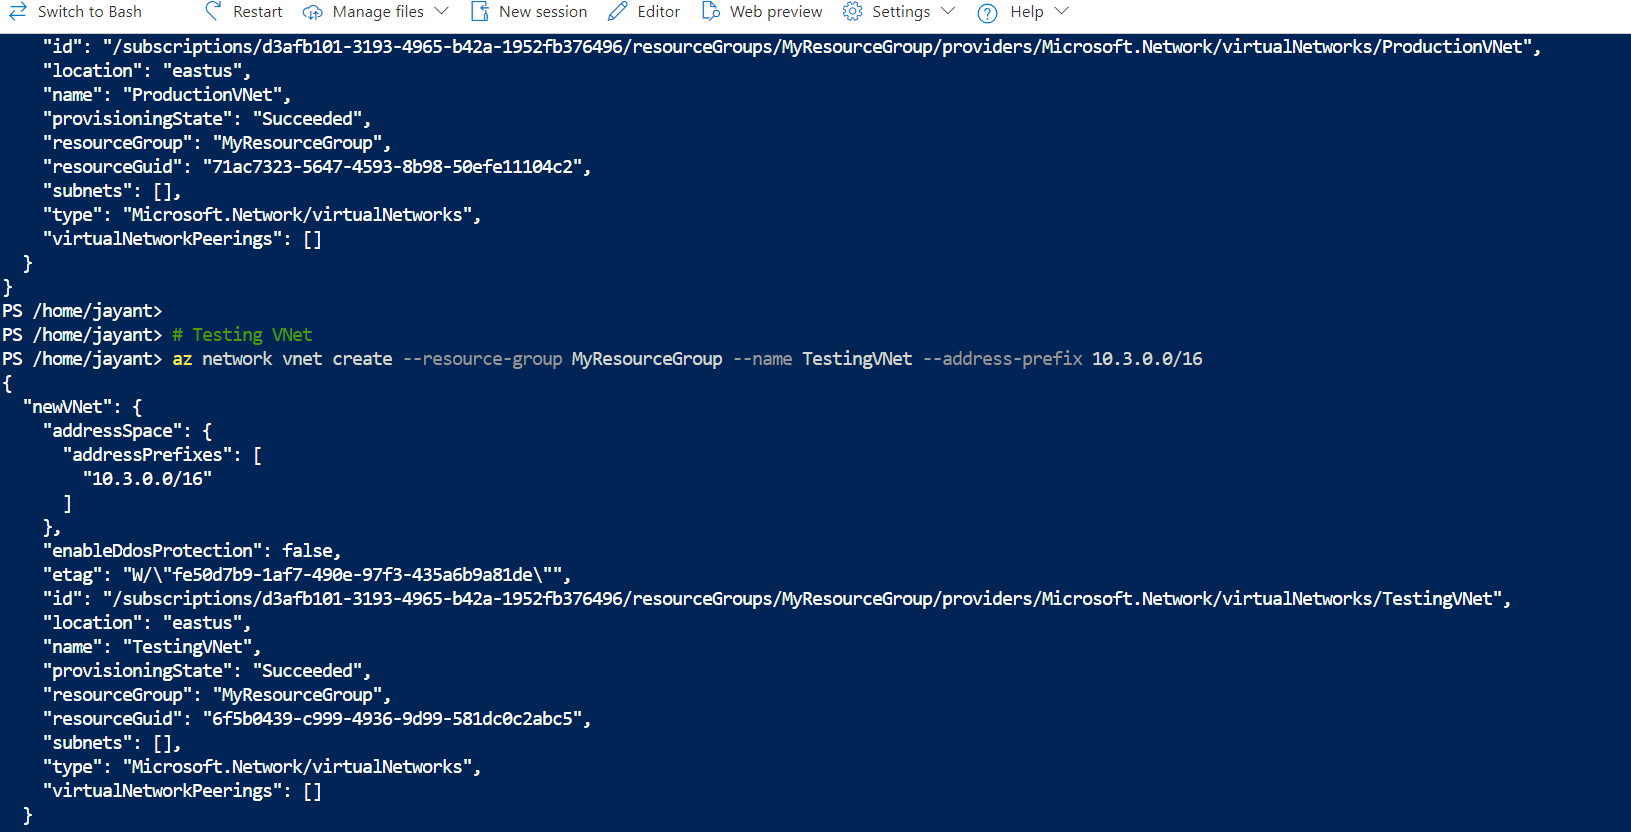 Switch to Bash Restart Manage files New session Editor Web preview Settings Help
"id": "/subscriptions/d3afb101-3193-4965-b42a-1952fb376496/resourceGroups/MyResourceGroup/providers/Microsoft.Network/virtualNetworks/ProductionVNet",
"location": "eastus",
"name": "ProductionVNet",
"provisioningState": "Succeeded",
"resourceGroup": "MyResourceGroup",
"resourceGuid": "71ac7323-5647-4593-8b98-50efe11104c2",
"subnets": [],
"type": "Microsoft.Network/virtualNetworks",
"virtualNetworkPeerings": []
}
}
PS /home/jayant>
PS /home/jayant> # Testing VNet
PS /home/jayant> az network vnet create --resource-group MyResourceGroup --name TestingVNet --address-prefix 10.3.0.0/16
{
"newVNet": {
"addressSpace": {
"addressPrefixes": [
"10.3.0.0/16"
]
},
"enableDdosProtection": false,
"etag": "W/\"fe50d7b9-1af7-490e-97f3-435a6b9a81de\"",
"id": "/subscriptions/d3afb101-3193-4965-b42a-1952fb376496/resourceGroups/MyResourceGroup/providers/Microsoft.Network/virtualNetworks/TestingVNet",
"location": "eastus",
"name": "TestingVNet",
"provisioningState": "Succeeded",
"resourceGroup": "MyResourceGroup",
"resourceGuid": "6f5b0439-c999-4936-9d99-581dc0c2abc5",
"subnets": [],
"type": "Microsoft.Network/virtualNetworks",
"virtualNetworkPeerings": []
}